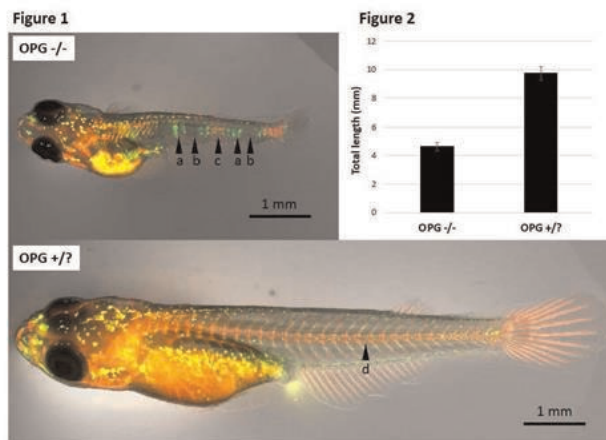 Figure 1
OPG -/-
a b c a b
1 mm
Figure 2
Total length (mm)
12
10
8
6
4
2
0
OPG -/-
OPG +/?
OPG +/?
d
1 mm